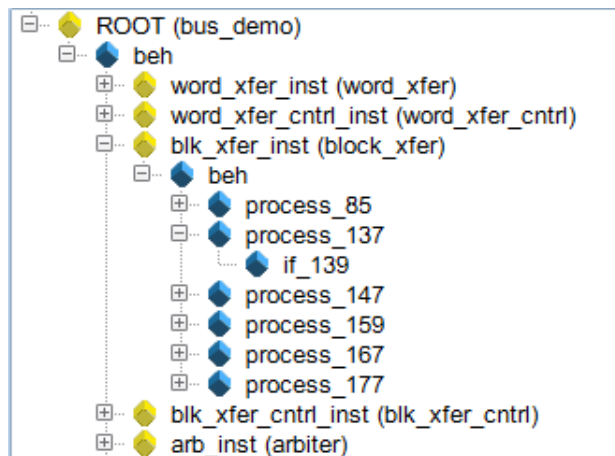 ROOT (bus_demo)
beh
word_xfer_inst (word_xfer)
word_xfer_cntrl_inst (word_xfer_cntrl)
blk_xfer_inst (block_xfer)
beh
process_85
process_137
if_139
process_147
process_159
process_167
process_177
blk_xfer_cntrl_inst (blk_xfer_cntrl)
arb_inst (arbiter)